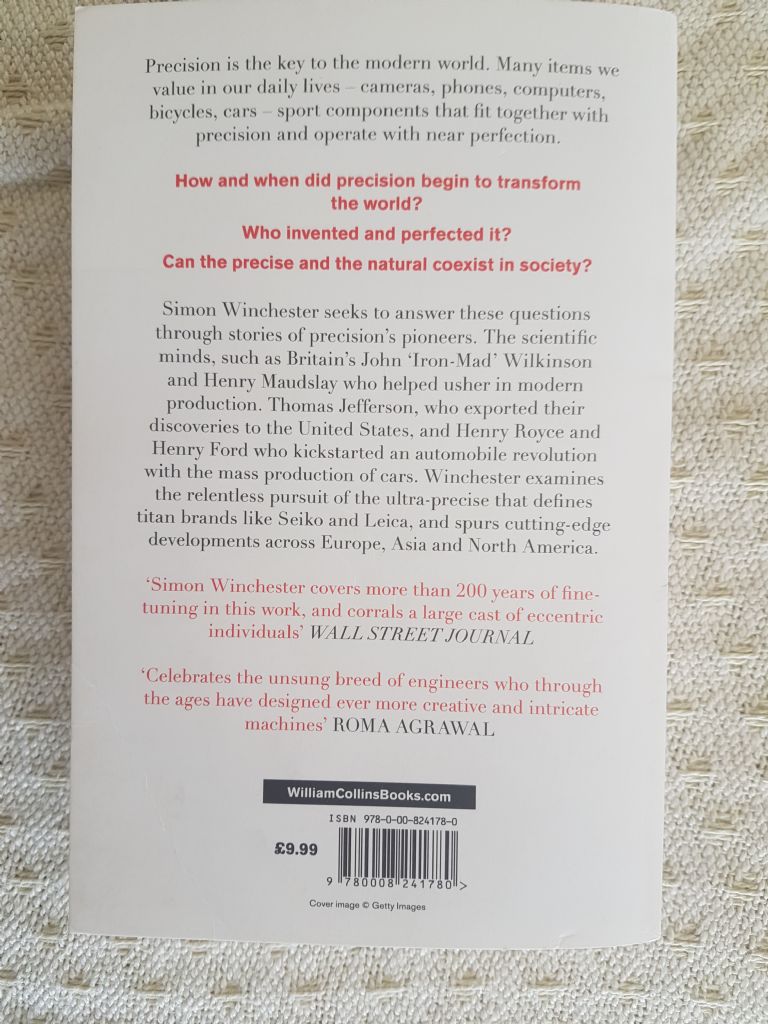 Precision is the key to the modern world. Many items we
value in our daily lives – cameras, phones, computers,
bicycles, cars – sport components that fit together with
precision and operate with near perfection.
How and when did precision begin to transform
the world?
Who invented and perfected it?
Can the precise and the natural coexist in society?
Simon Winchester seeks to answer these questions
through stories of precision's pioneers. The scientific
minds, such as Britain's John ‘Iron-Mad’ Wilkinson
and Henry Maudslay who helped usher in modern
production. Thomas Jefferson, who exported their
discoveries to the United States, and Henry Royce and
Henry Ford who kickstarted an automobile revolution
with the mass production of cars. Winchester examines
the relentless pursuit of the ultra-precise that defines
titan brands like Seiko and Leica, and spurs cutting-edge
developments across Europe, Asia and North America.
‘Simon Winchester covers more than 200 years of fine-
tuning in this work, and corrals a large cast of eccentric
individuals’ WALL STREET JOURNAL
‘Celebrates the unsung breed of engineers who through
the ages have designed ever more creative and intricate
machines’ ROMA AGRAWAL
WilliamCollinsBooks.com
ISBN 978-0-00-824178-0
£9.99
9 780008 241780 >
Cover image © Getty Images